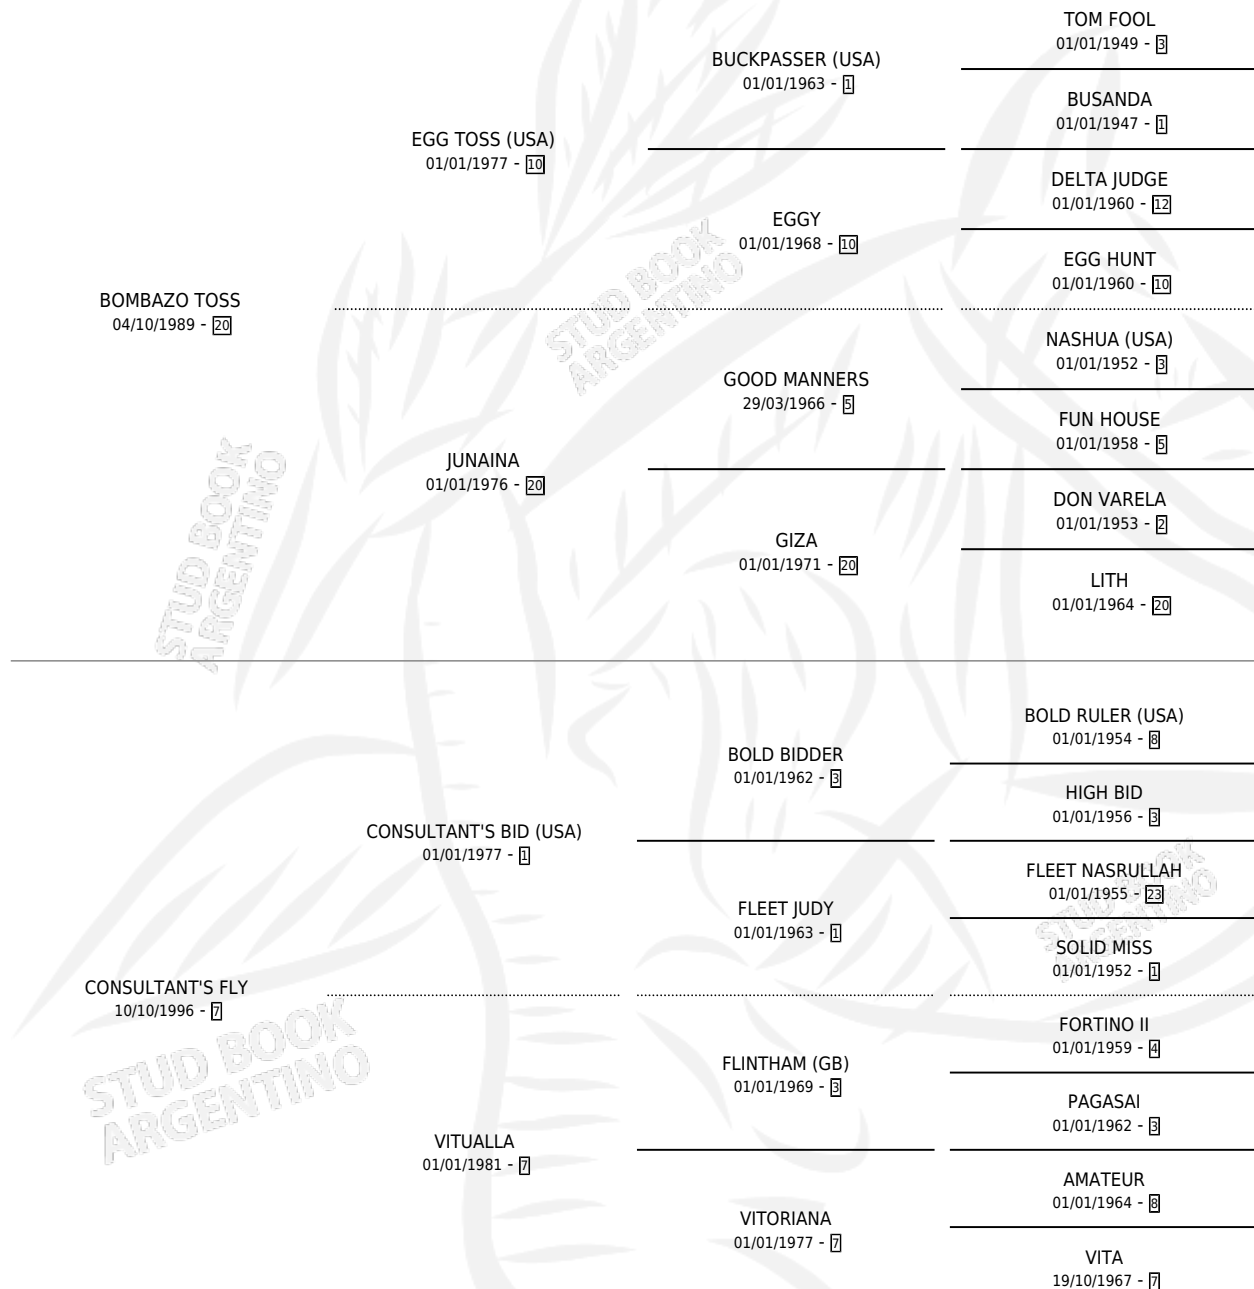 TOM FOOL
01/01/1949 - 3
BUCKPASSER (USA)
01/01/1963 - 1
BUSANDA
01/01/1947 - 1
EGG TOSS (USA)
01/01/1977 - 10
DELTA JUDGE
01/01/1960 - 12
EGGY
01/01/1968 - 10
EGG HUNT
01/01/1960 - 10
BOMBAZO TOSS
04/10/1989 - 20
NASHUA (USA)
01/01/1952 - 3
GOOD MANNERS
29/03/1966 - 5
FUN HOUSE
01/01/1958 - 5
JUNAINA
01/01/1976 - 20
DON VARELA
01/01/1953 - 2
GIZA
01/01/1971 - 20
LITH
01/01/1964 - 20
BOLD RULER (USA)
01/01/1954 - 8
BOLD BIDDER
01/01/1962 - 3
HIGH BID
01/01/1956 - 3
CONSULTANT'S BID (USA)
01/01/1977 - 1
FLEET NASRULLAH
01/01/1955 - 23
FLEET JUDY
01/01/1963 - 1
SOLID MISS
01/01/1952 - 1
CONSULTANT'S FLY
10/10/1996 - 7
FORTINO II
01/01/1959 - 4
FLINTHAM (GB)
01/01/1969 - 3
PAGASAI
01/01/1962 - 3
VITUALLA
01/01/1981 - 7
AMATEUR
01/01/1964 - 8
VITORIANA
01/01/1977 - 7
VITA
19/10/1967 - 7
STUD BOOK
ARGENTINO
STUD BOOK
ARGENTINO
STUD BOOK
ARGENTINO
STUD BOOK
ARGENTINO